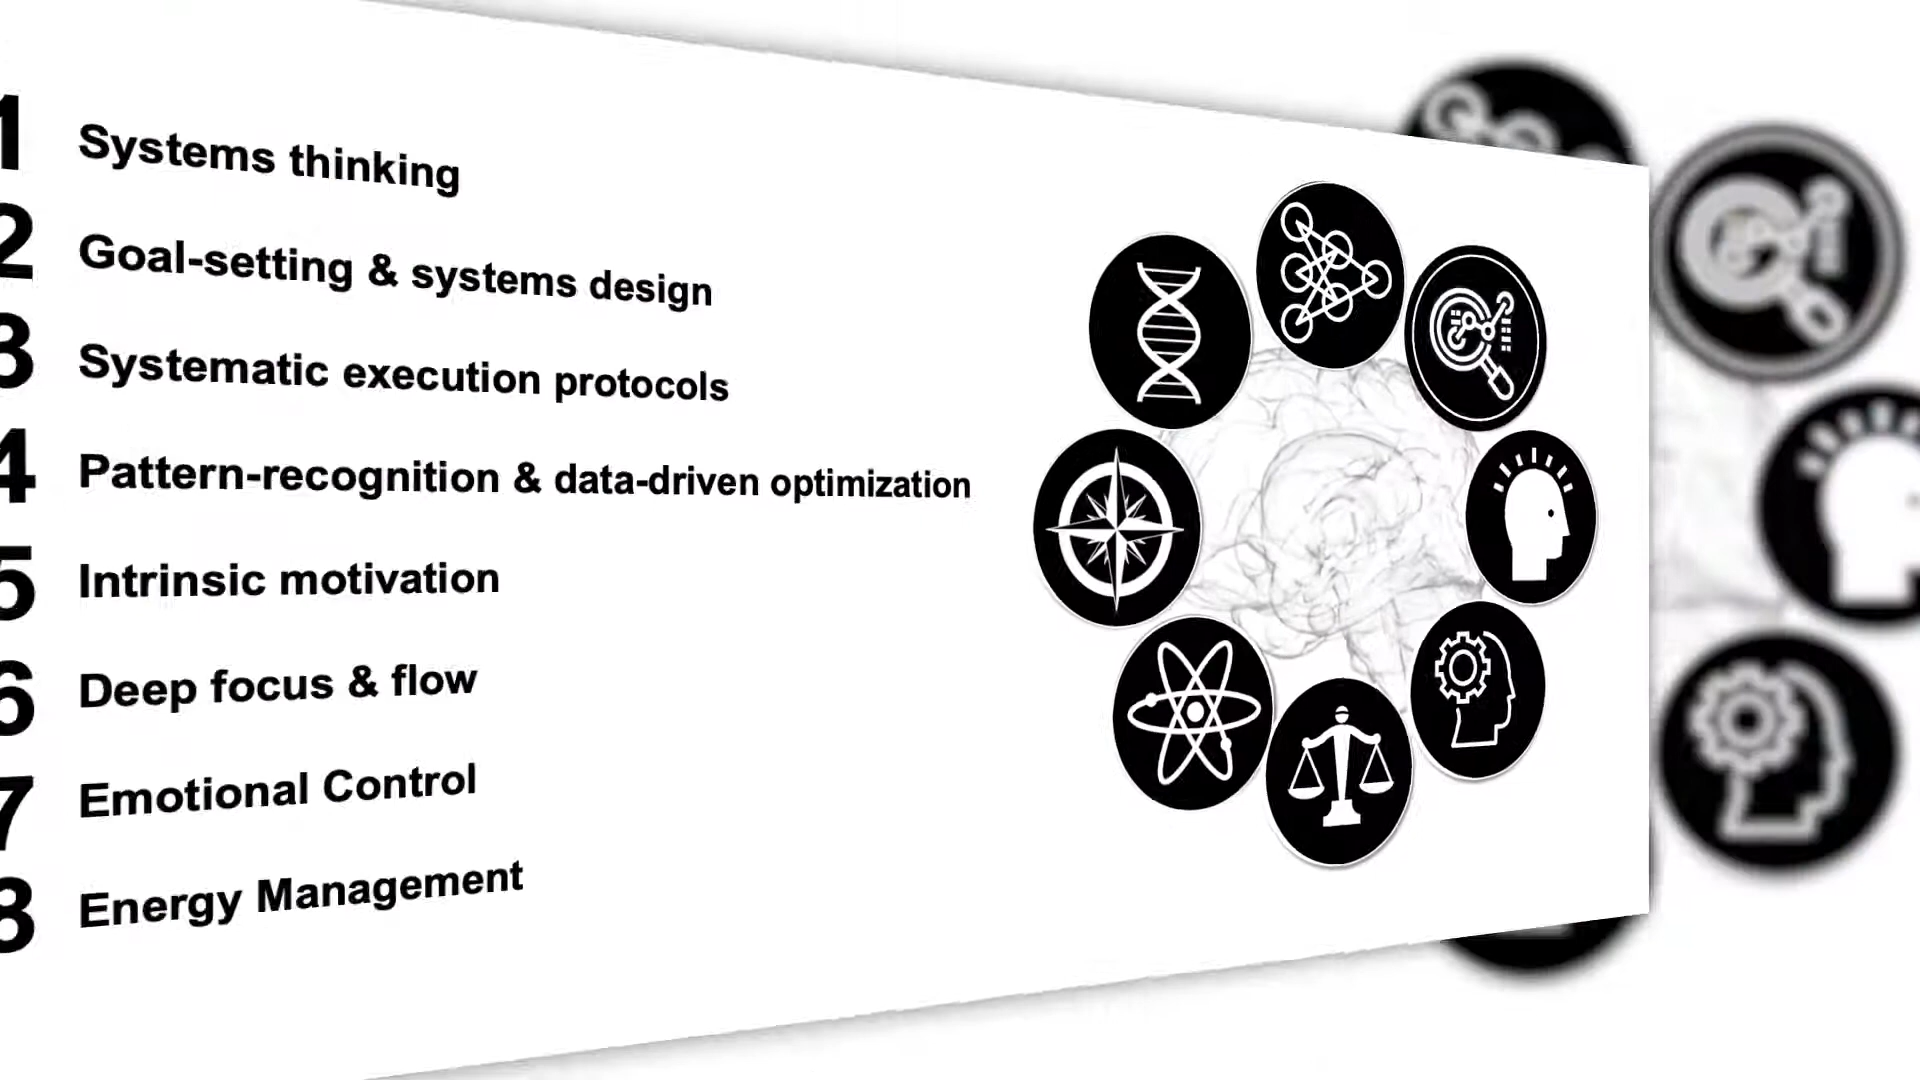 1 Systems thinking
2 Goal-setting & systems design
3 Systematic execution protocols
4 Pattern-recognition & data-driven optimization
5 Intrinsic motivation
6 Deep focus & flow
7 Emotional Control
8 Energy Management